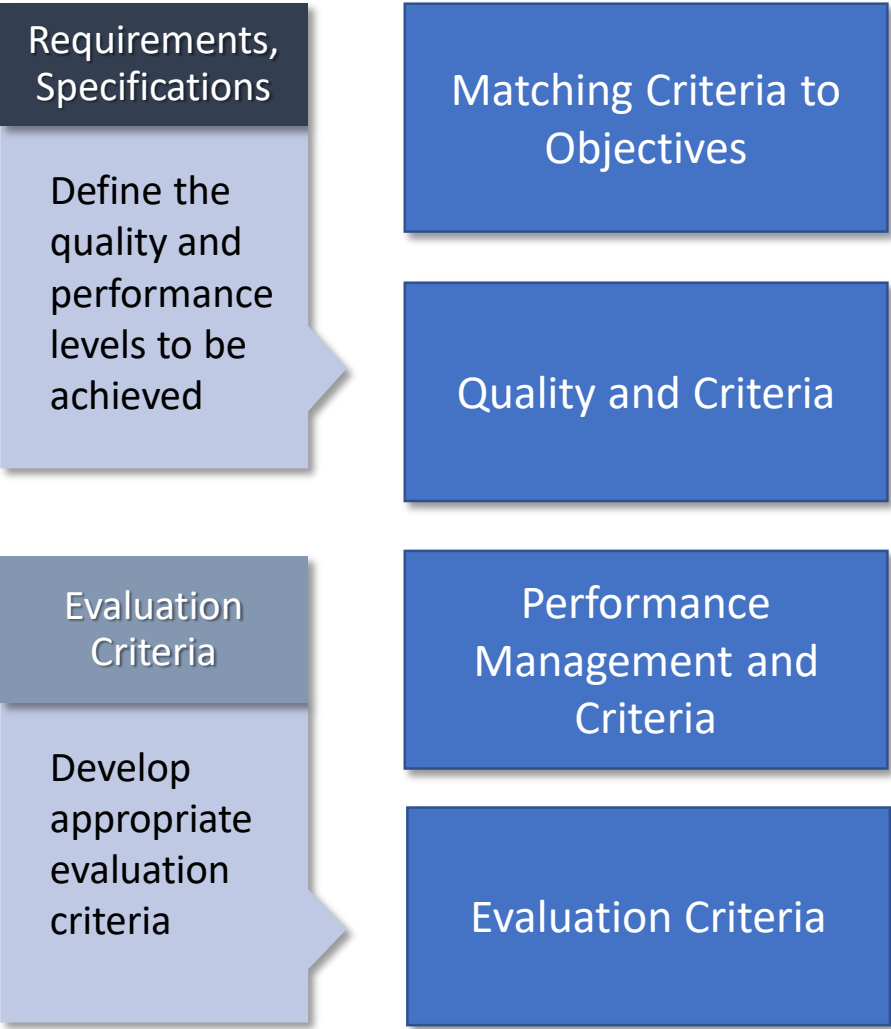 Requirements,
Specifications
Define the
quality and
performance
levels to be
achieved
Matching Criteria to
Objectives
Quality and Criteria
Evaluation
Criteria
Develop
appropriate
evaluation
criteria
Performance
Management and
Criteria
Evaluation Criteria